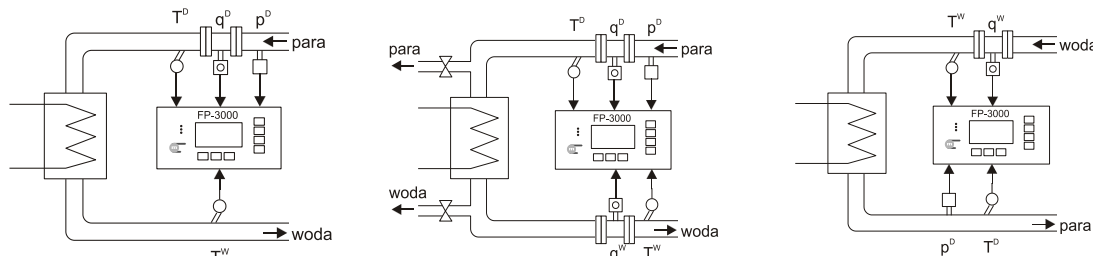 T^D q^D p^D
para
FP-3000
woda
T^W
T^D q^D p^D
para
para
FP-3000
woda
woda
q^W T^W
T^W q^W
woda
FP-3000
para
p^D T^D